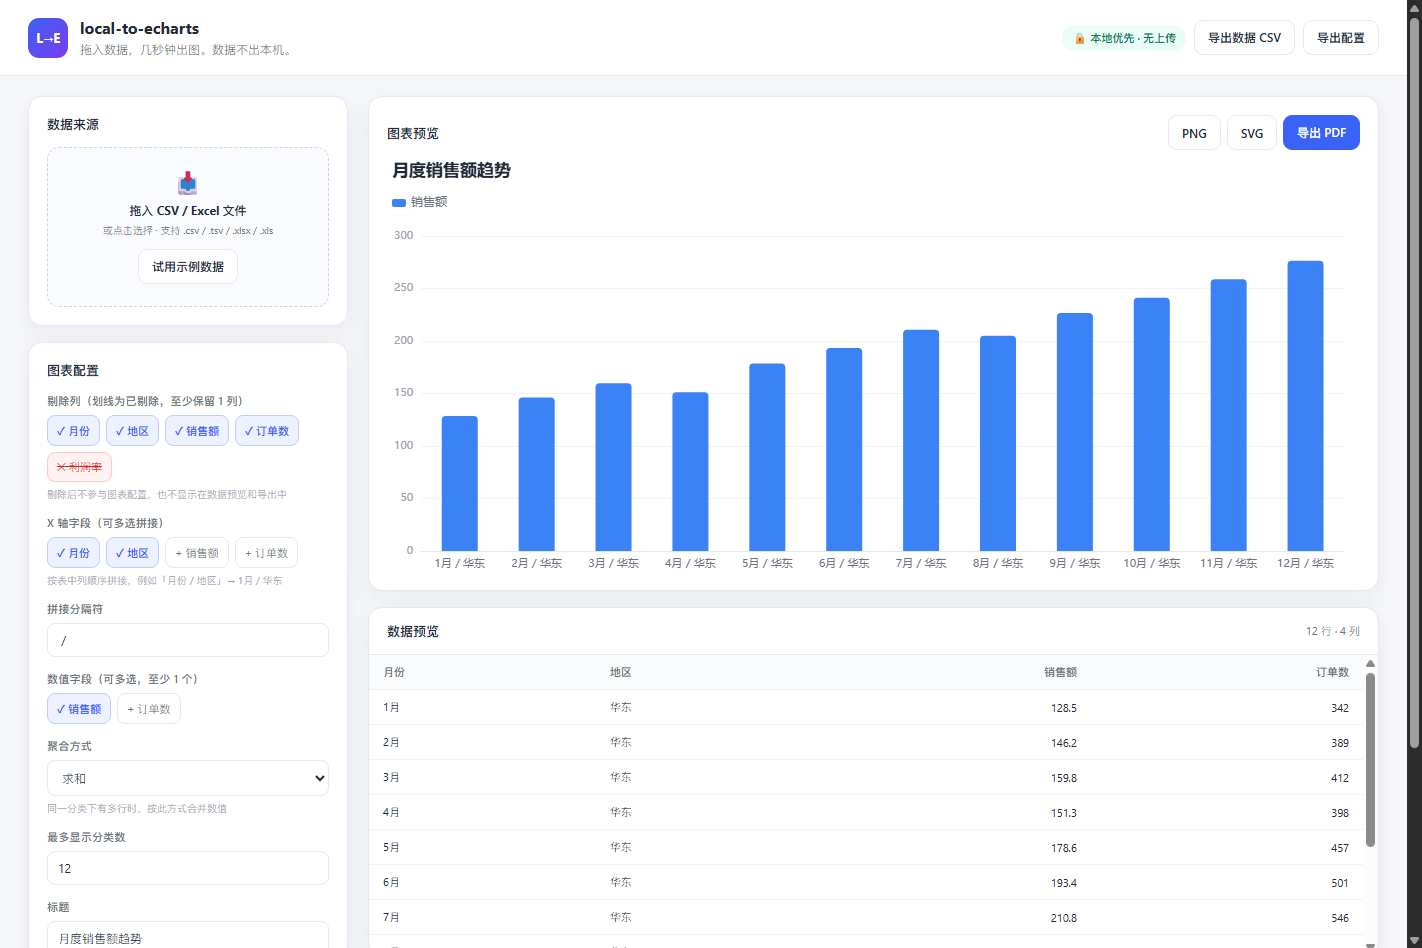 L→E
local-to-echarts
拖入数据，几秒钟出图。数据不出本机。
🔒 本地优先 · 无上传
导出数据 CSV
导出配置
数据来源
拖入 CSV / Excel 文件
或点击选择 · 支持 .csv / .tsv / .xlsx / .xls
试用示例数据
图表配置
剔除列（划线为已剔除，至少保留 1 列）
✓ 月份 ✓ 地区 ✓ 销售额 ✓ 订单数
✕ 利润率
剔除后不参与图表配置，也不显示在数据预览和导出中
X 轴字段（可多选拼接）
✓ 月份 ✓ 地区 + 销售额 + 订单数
按表中列顺序拼接，例如「月份 / 地区」→ 1月 / 华东
拼接分隔符
/
数值字段（可多选，至少 1 个）
✓ 销售额 + 订单数
聚合方式
求和
同一分类下有多行时，按此方式合并数值
最多显示分类数
12
标题
月度销售额趋势
图表预览
PNG
SVG
导出 PDF
月度销售额趋势
销售额
300
250
200
150
100
50
0
1月 / 华东 2月 / 华东 3月 / 华东 4月 / 华东 5月 / 华东 6月 / 华东 7月 / 华东 8月 / 华东 9月 / 华东 10月 / 华东 11月 / 华东 12月 / 华东
数据预览
12 行 · 4 列
月份 地区 销售额 订单数
1月 华东 128.5 342
2月 华东 146.2 389
3月 华东 159.8 412
4月 华东 151.3 398
5月 华东 178.6 457
6月 华东 193.4 501
7月 华东 210.8 546